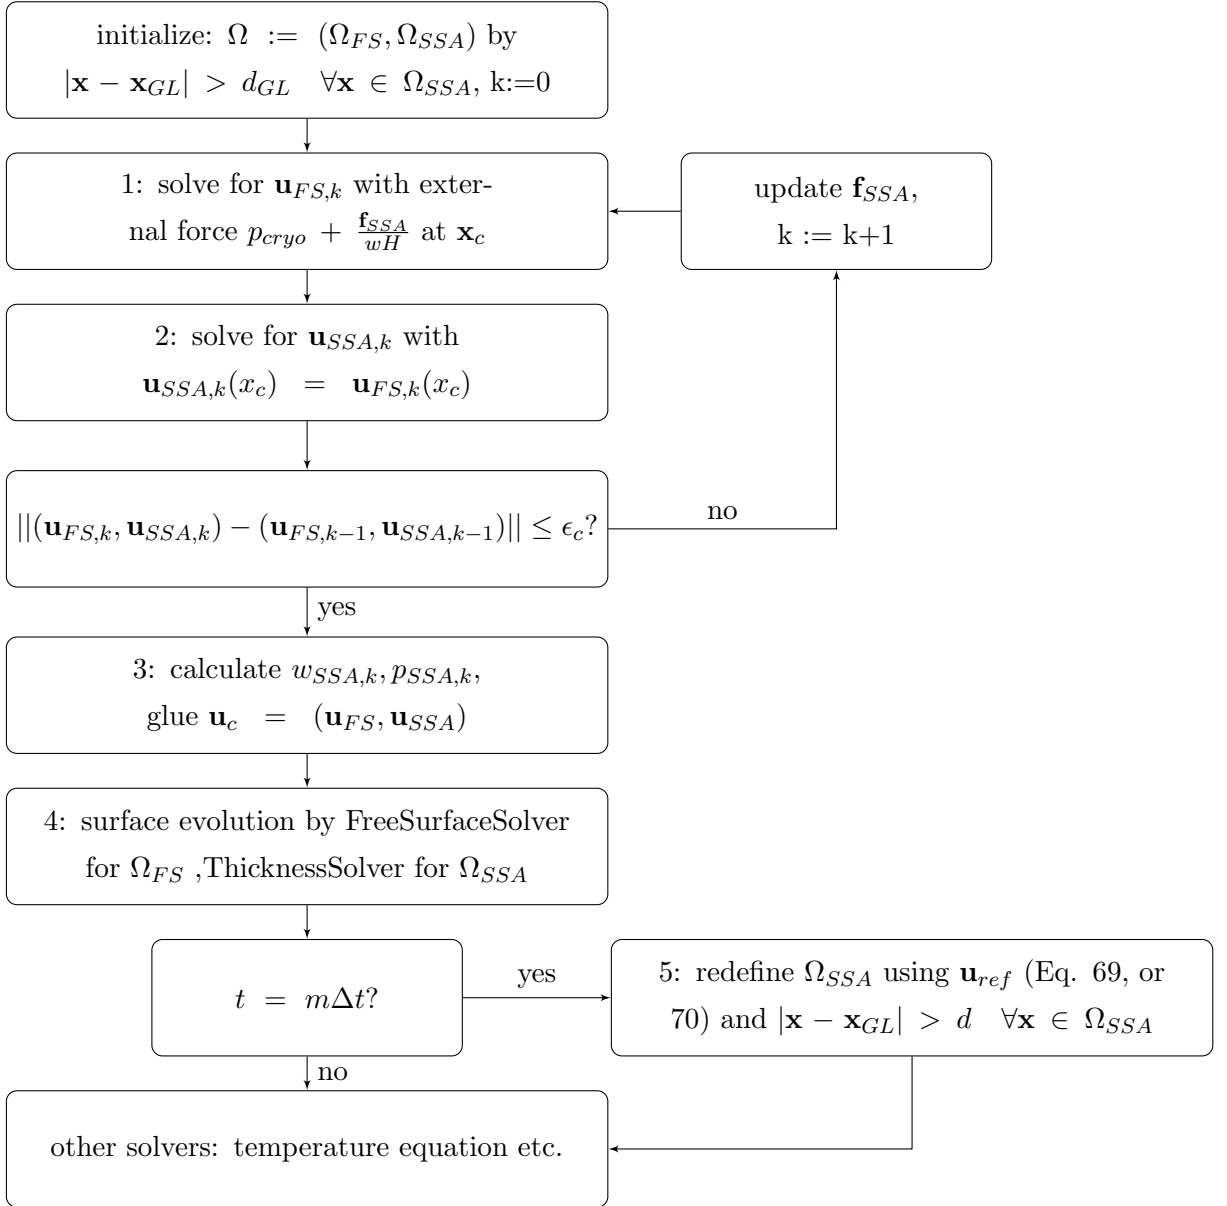 initialize: Ω := (Ω_{FS}, Ω_{SSA}) by
|𝐱 − 𝐱_{GL}| > d_{GL} ∀𝐱 ∈ Ω_{SSA}, k:=0
1: solve for 𝐮_{FS,k} with exter-
nal force p_{cryo} + \frac{𝐟_{SSA}}{wH} at 𝐱_c
update 𝐟_{SSA},
k := k+1
2: solve for 𝐮_{SSA,k} with
𝐮_{SSA,k}(x_c) = 𝐮_{FS,k}(x_c)
||(𝐮_{FS,k}, 𝐮_{SSA,k}) − (𝐮_{FS,k−1}, 𝐮_{SSA,k−1})|| ≤ ϵ_c?
no
yes
3: calculate w_{SSA,k}, p_{SSA,k},
glue 𝐮_c = (𝐮_{FS}, 𝐮_{SSA})
4: surface evolution by FreeSurfaceSolver
for Ω_{FS} ,ThicknessSolver for Ω_{SSA}
t = mΔt?
yes
5: redefine Ω_{SSA} using 𝐮_{ref} (Eq. 69, or
70) and |𝐱 − 𝐱_{GL}| > d ∀𝐱 ∈ Ω_{SSA}
no
other solvers: temperature equation etc.